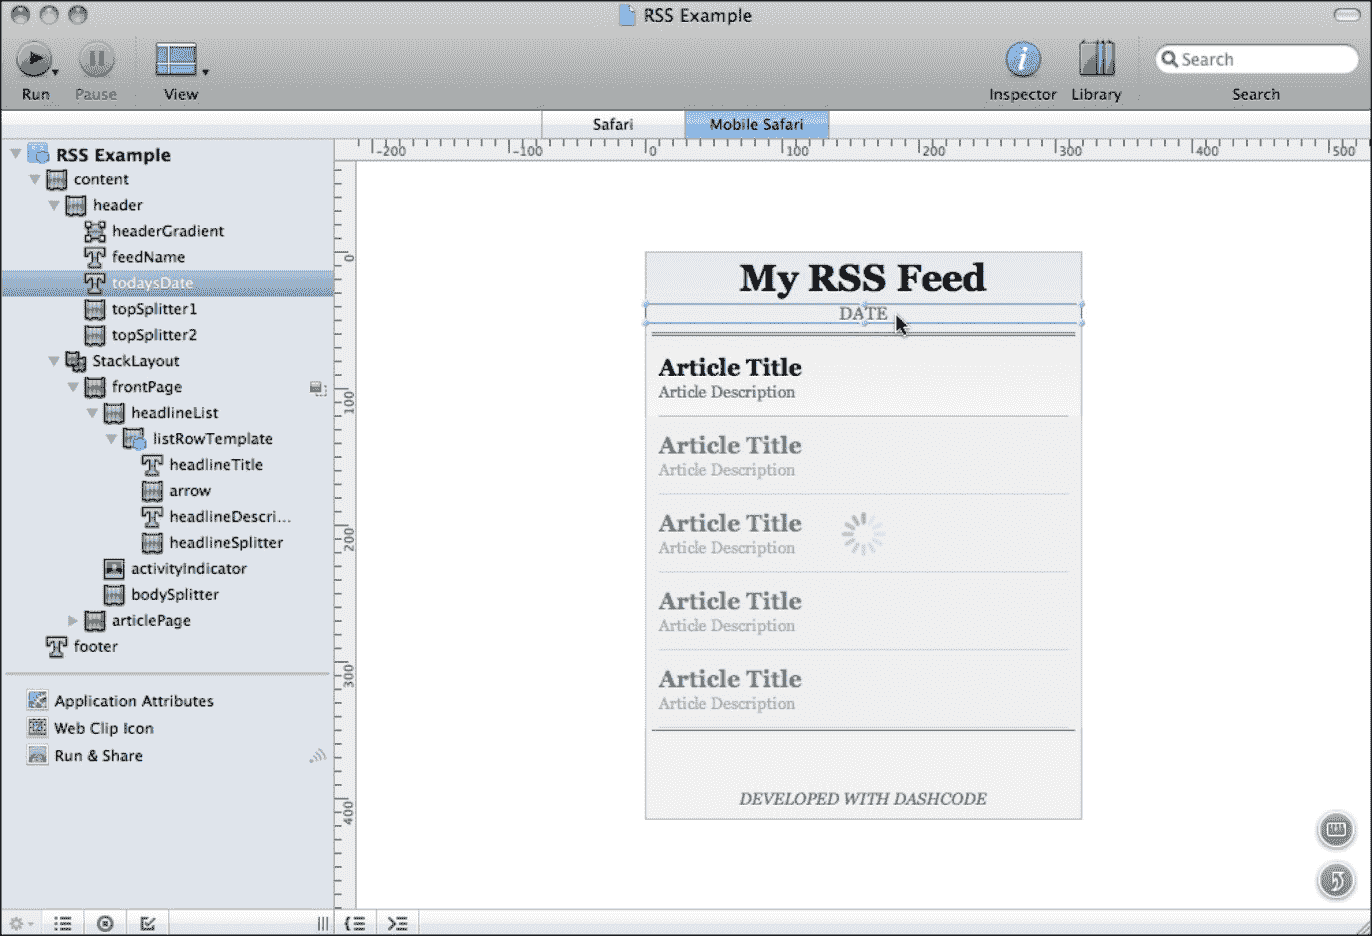 RSS Example
Run
Pause
View
Inspector
Library
Search
Search
Safari
Mobile Safari
RSS Example
content
header
headerGradient
feedName
todaysDate
topSplitter1
topSplitter2
StackLayout
frontPage
headlineList
listRowTemplate
headlineTitle
arrow
headlineDescri...
headlineSplitter
activityIndicator
bodySplitter
articlePage
footer
Application Attributes
Web Clip Icon
Run & Share
-200 -100 0 100 200 300 400 500
0
100
200
300
400
My RSS Feed
DATE
Article Title
Article Description
Article Title
Article Description
Article Title
Article Description
Article Title
Article Description
Article Title
Article Description
DEVELOPED WITH DASHCODE